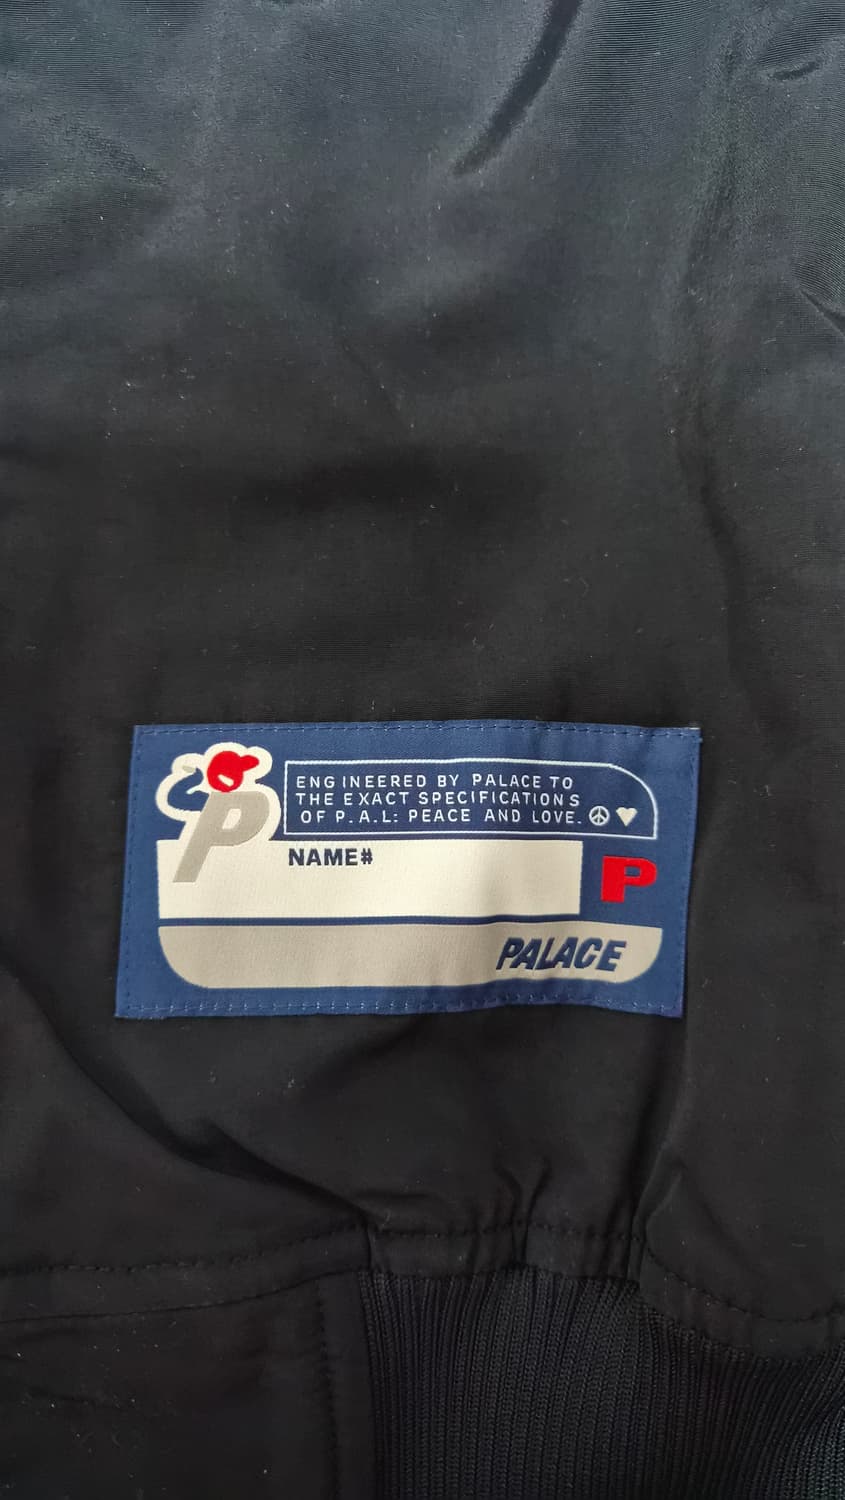 ENGINEERED BY PALACE TO
THE EXACT SPECIFICATIONS
OF P.A.L: PEACE AND LOVE.
P
NAME#
P
PALACE